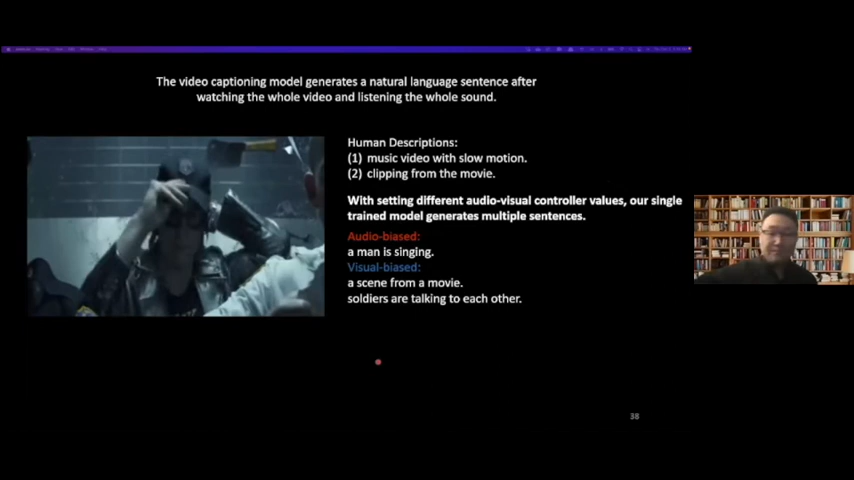 The video captioning model generates a natural language sentence after
watching the whole video and listening the whole sound.
Human Descriptions:
(1) music video with slow motion.
(2) clipping from the movie.
With setting different audio-visual controller values, our single
trained model generates multiple sentences.
Audio-biased:
a man is singing.
Visual-biased:
a scene from a movie.
soldiers are talking to each other.
38